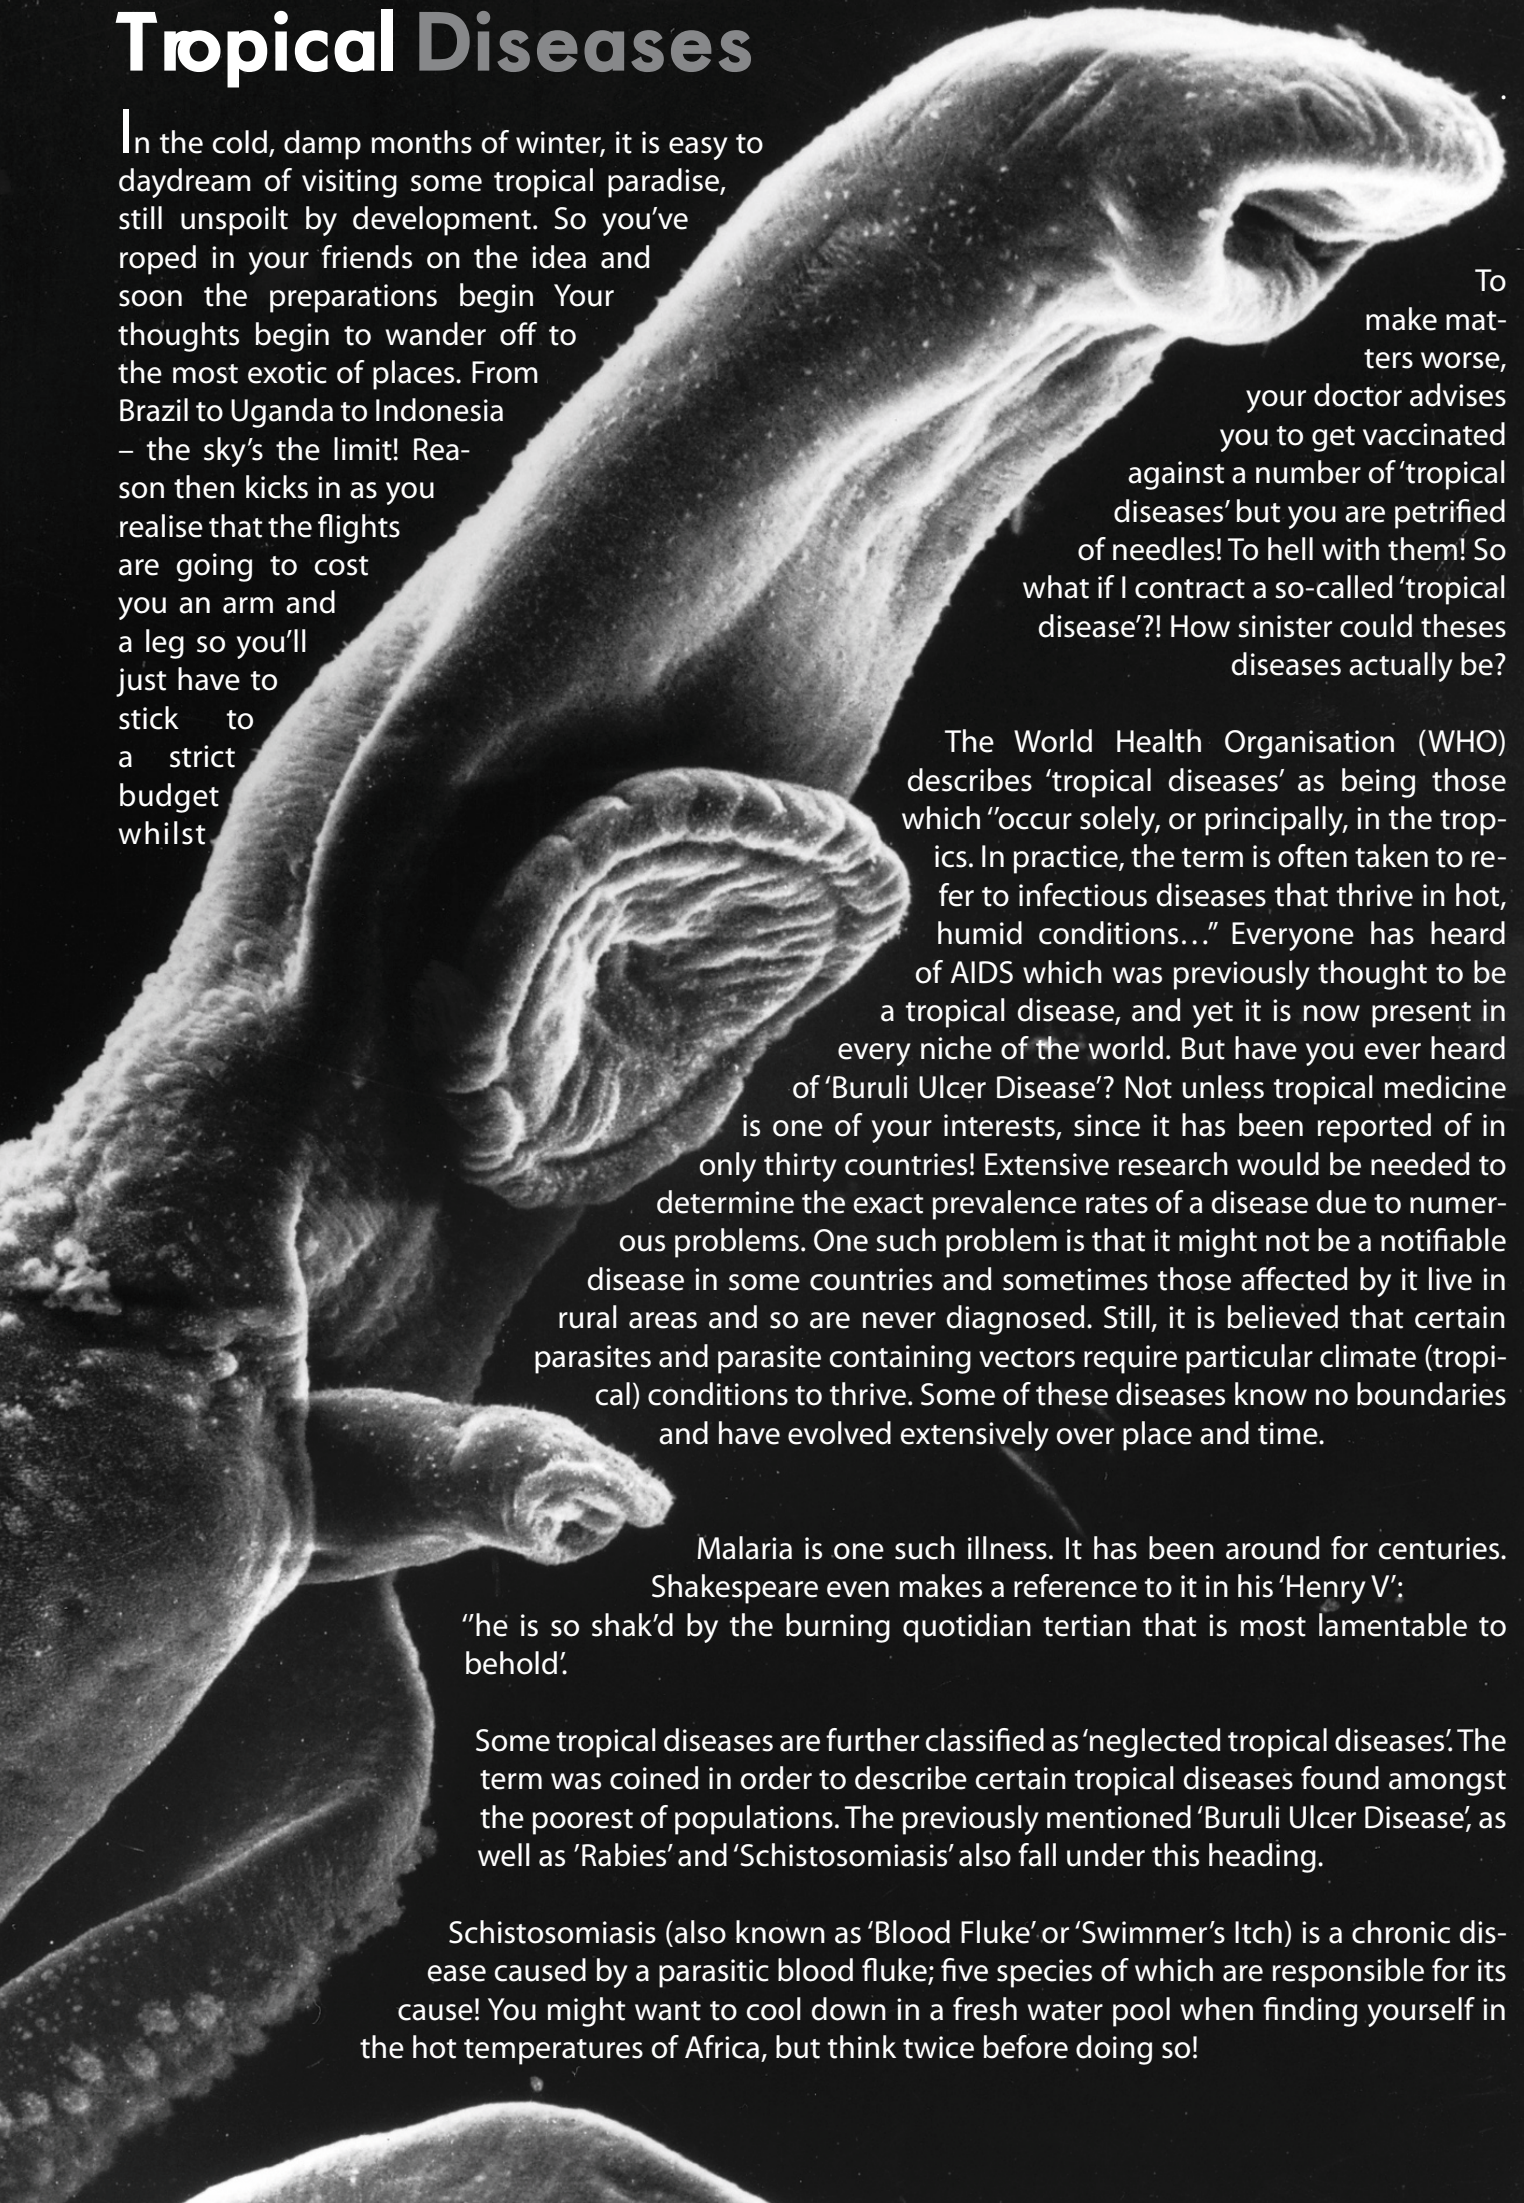 Tropical Diseases
In the cold, damp months of winter, it is easy to
daydream of visiting some tropical paradise,
still unspoilt by development. So you’ve
roped in your friends on the idea and
soon the preparations begin Your
thoughts begin to wander off to
the most exotic of places. From
Brazil to Uganda to Indonesia
– the sky’s the limit! Rea-
son then kicks in as you
realise that the flights
are going to cost
you an arm and
a leg so you’ll
just have to
stick to
a strict
budget
whilst
.
To
make mat-
ters worse,
your doctor advises
you to get vaccinated
against a number of ‘tropical
diseases’ but you are petrified
of needles! To hell with them! So
what if I contract a so-called ‘tropical
disease’?! How sinister could theses
diseases actually be?
The World Health Organisation (WHO)
describes ‘tropical diseases’ as being those
which ‘’occur solely, or principally, in the trop-
ics. In practice, the term is often taken to re-
fer to infectious diseases that thrive in hot,
humid conditions…” Everyone has heard
of AIDS which was previously thought to be
a tropical disease, and yet it is now present in
every niche of the world. But have you ever heard
of ‘Buruli Ulcer Disease’? Not unless tropical medicine
is one of your interests, since it has been reported of in
only thirty countries! Extensive research would be needed to
determine the exact prevalence rates of a disease due to numer-
ous problems. One such problem is that it might not be a notifiable
disease in some countries and sometimes those affected by it live in
rural areas and so are never diagnosed. Still, it is believed that certain
parasites and parasite containing vectors require particular climate (tropi-
cal) conditions to thrive. Some of these diseases know no boundaries
and have evolved extensively over place and time.
Malaria is one such illness. It has been around for centuries.
Shakespeare even makes a reference to it in his ‘Henry V’:
‘’he is so shak’d by the burning quotidian tertian that is most lamentable to
behold’.
Some tropical diseases are further classified as ‘neglected tropical diseases’. The
term was coined in order to describe certain tropical diseases found amongst
the poorest of populations. The previously mentioned ‘Buruli Ulcer Disease’, as
well as ’Rabies’ and ‘Schistosomiasis’ also fall under this heading.
Schistosomiasis (also known as ‘Blood Fluke’ or ‘Swimmer’s Itch) is a chronic dis-
ease caused by a parasitic blood fluke; five species of which are responsible for its
cause! You might want to cool down in a fresh water pool when finding yourself in
the hot temperatures of Africa, but think twice before doing so!